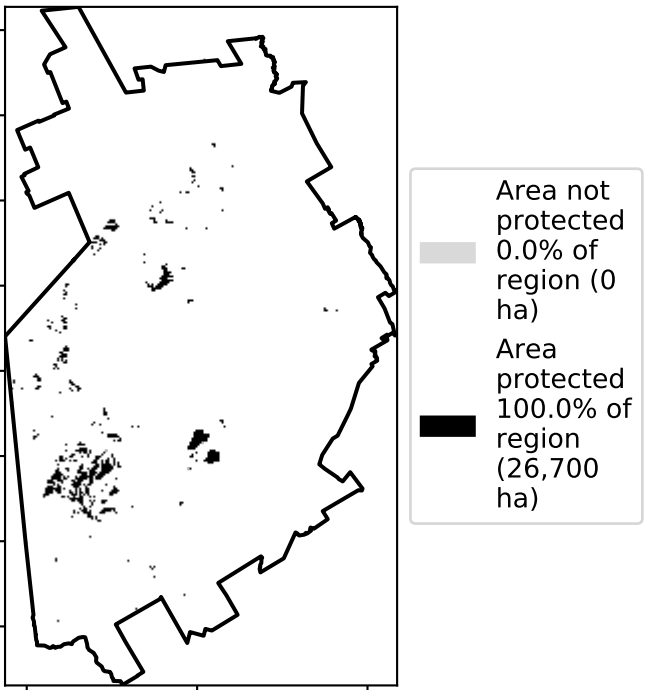 Area not
protected
0.0% of
region (0
ha)
Area
protected
100.0% of
region
(26,700
ha)